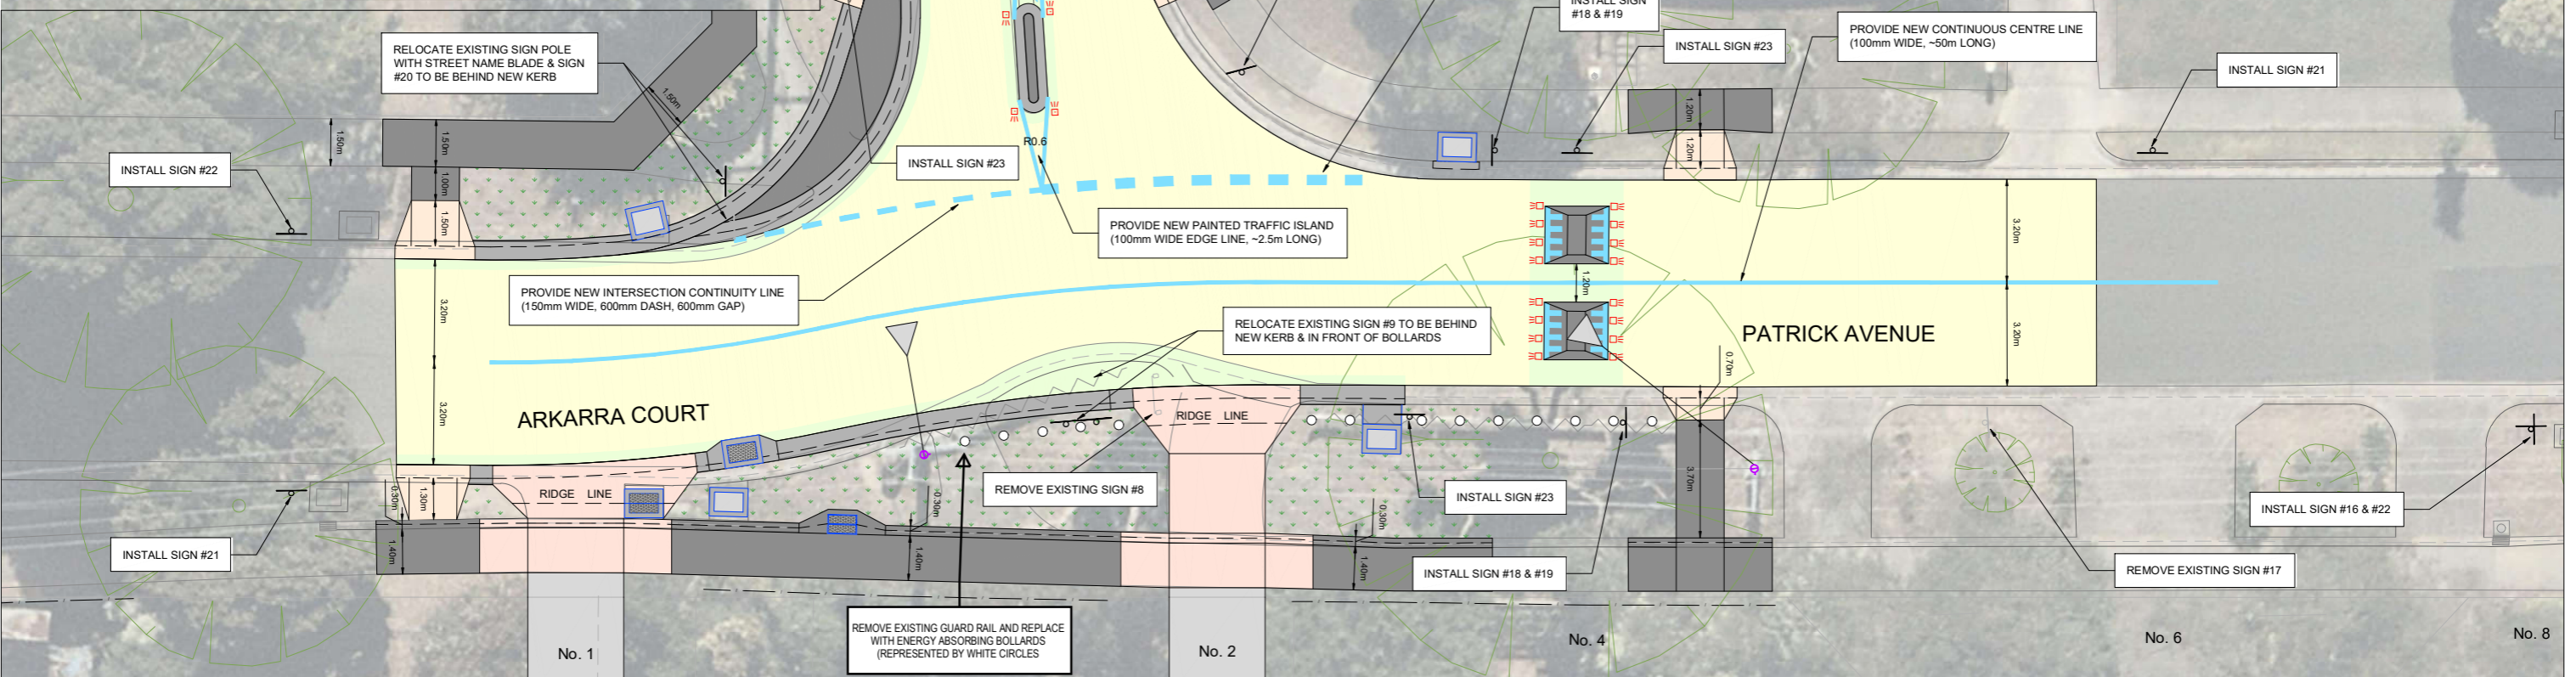 INSTALL SIGN
#18 & #19
RELOCATE EXISTING SIGN POLE
WITH STREET NAME BLADE & SIGN
#20 TO BE BEHIND NEW KERB
INSTALL SIGN #23
PROVIDE NEW CONTINUOUS CENTRE LINE
(100mm WIDE, ~50m LONG)
INSTALL SIGN #21
1.50m
1.50m
1.50m
1.00m
1.50m
INSTALL SIGN #22
INSTALL SIGN #23
R0.6
1.20m
1.20m
PROVIDE NEW PAINTED TRAFFIC ISLAND
(100mm WIDE EDGE LINE, ~2.5m LONG)
PROVIDE NEW INTERSECTION CONTINUITY LINE
(150mm WIDE, 600mm DASH, 600mm GAP)
3.20m
3.20m
1.20m
3.20m
3.20m
RELOCATE EXISTING SIGN #9 TO BE BEHIND
NEW KERB & IN FRONT OF BOLLARDS
PATRICK AVENUE
0.70m
ARKARRA COURT
RIDGE LINE
RIDGE LINE
REMOVE EXISTING SIGN #8
INSTALL SIGN #23
3.70m
INSTALL SIGN #16 & #22
0.30m
1.30m
0.30m
0.30m
1.40m
1.40m
1.40m
INSTALL SIGN #21
INSTALL SIGN #18 & #19
REMOVE EXISTING SIGN #17
REMOVE EXISTING GUARD RAIL AND REPLACE
WITH ENERGY ABSORBING BOLLARDS
(REPRESENTED BY WHITE CIRCLES
No. 1
No. 2
No. 4
No. 6
No. 8